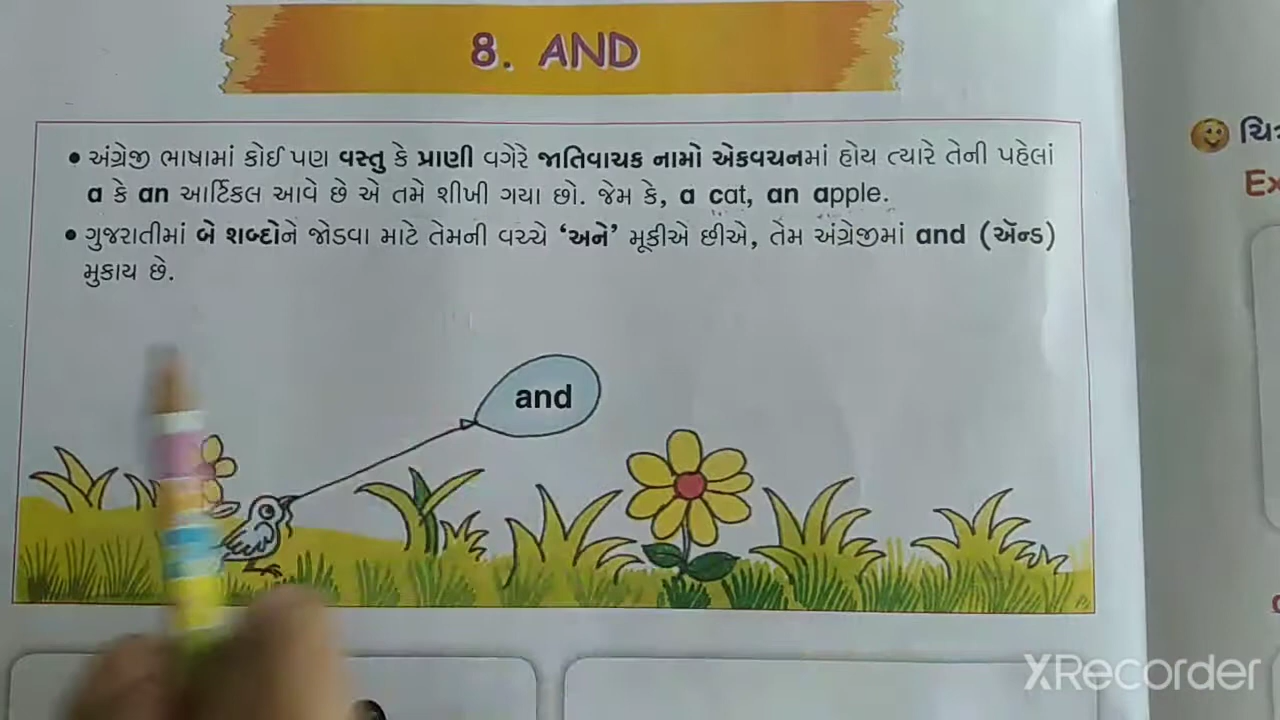 8. AND
• અંગ્રેજી ભાષામાં કોઈ પણ વસ્તુ કે પ્રાણી વગેરે જાતિવાચક નામો એકવચનમાં હોય ત્યારે તેની પહેલાં
a કે an આર્ટિકલ આવે છે એ તમે શીખી ગયા છો. જેમ કે, a cat, an apple.
• ગુજરાતીમાં બે શબ્દોને જોડવા માટે તેમની વચ્ચે ‘અને’ મૂકીએ છીએ, તેમ અંગ્રેજીમાં and (ઍન્ડ)
મુકાય છે.
and
Ex
XRecorder